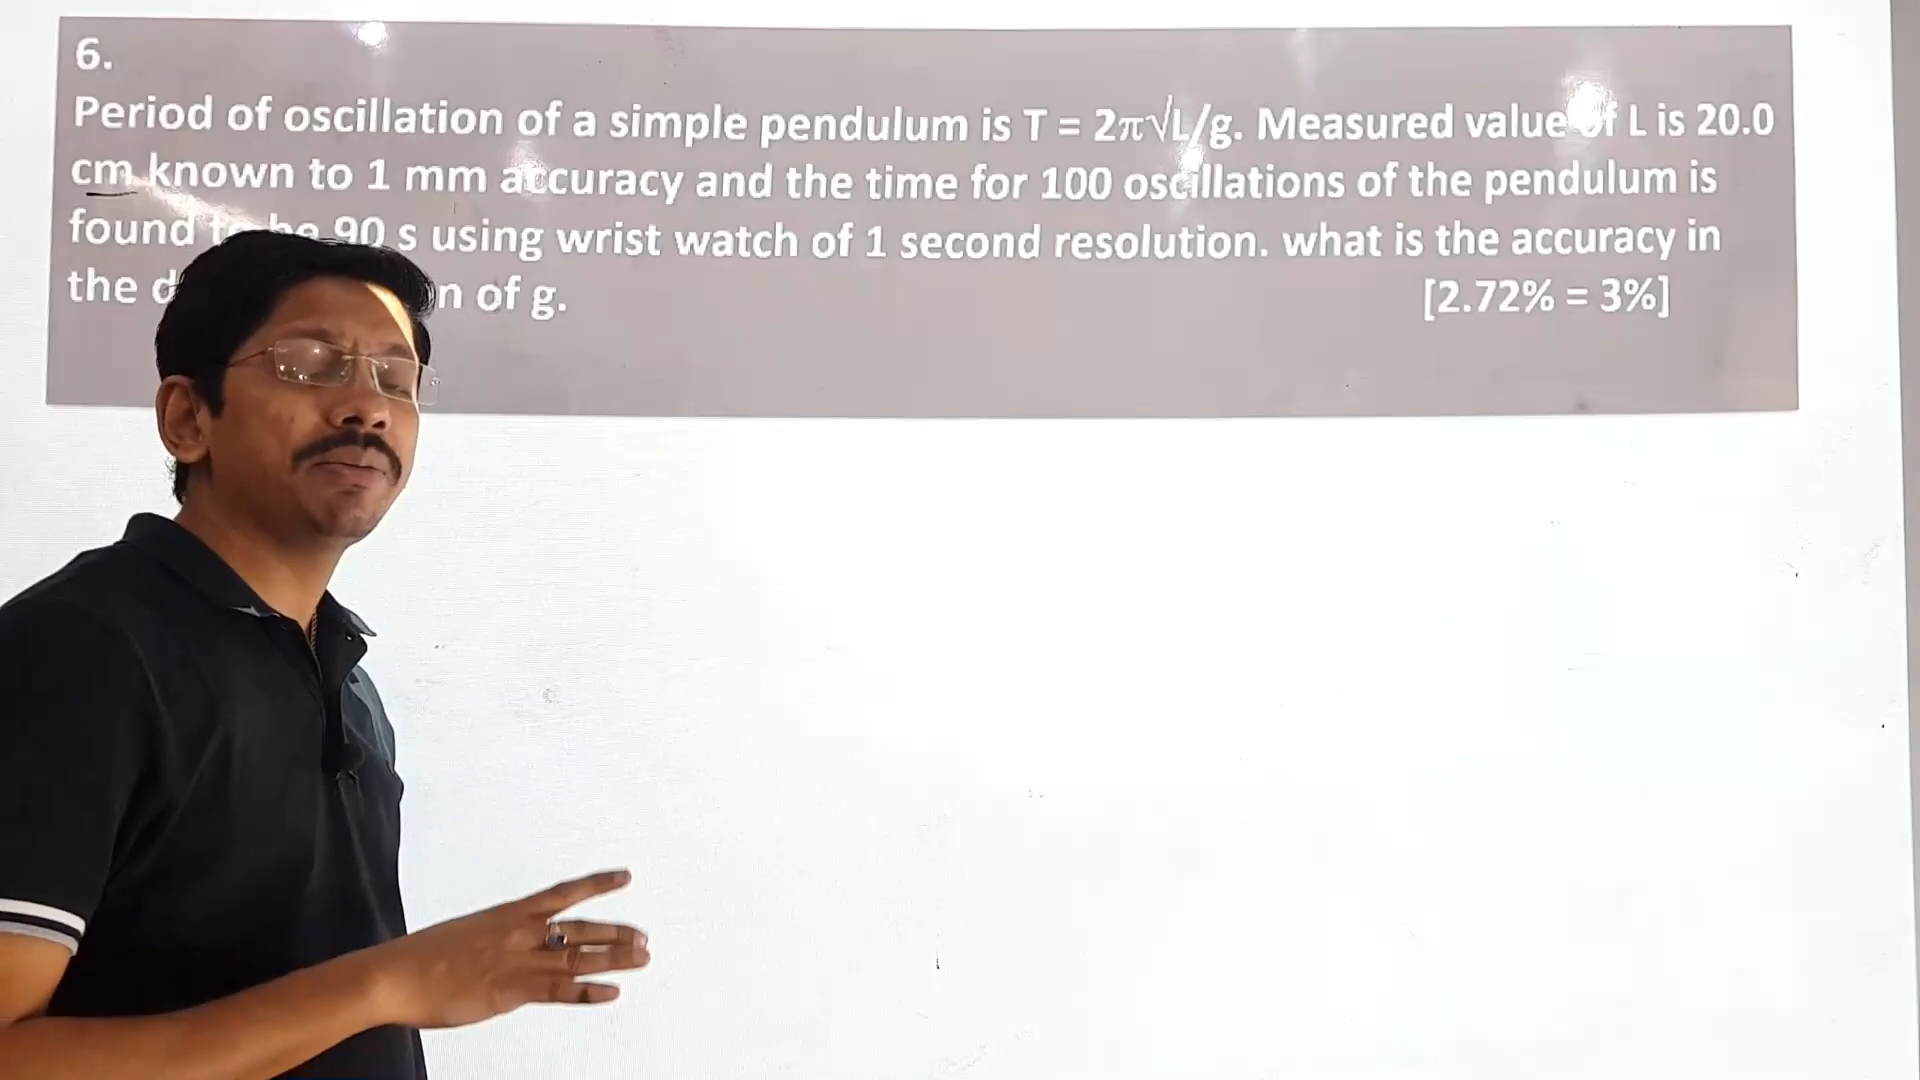 6.
Period of oscillation of a simple pendulum is T = 2π√L/g. Measured value of L is 20.0
cm known to 1 mm accuracy and the time for 100 oscillations of the pendulum is
found to be 90 s using wrist watch of 1 second resolution. what is the accuracy in
the of g. [2.72% = 3%]